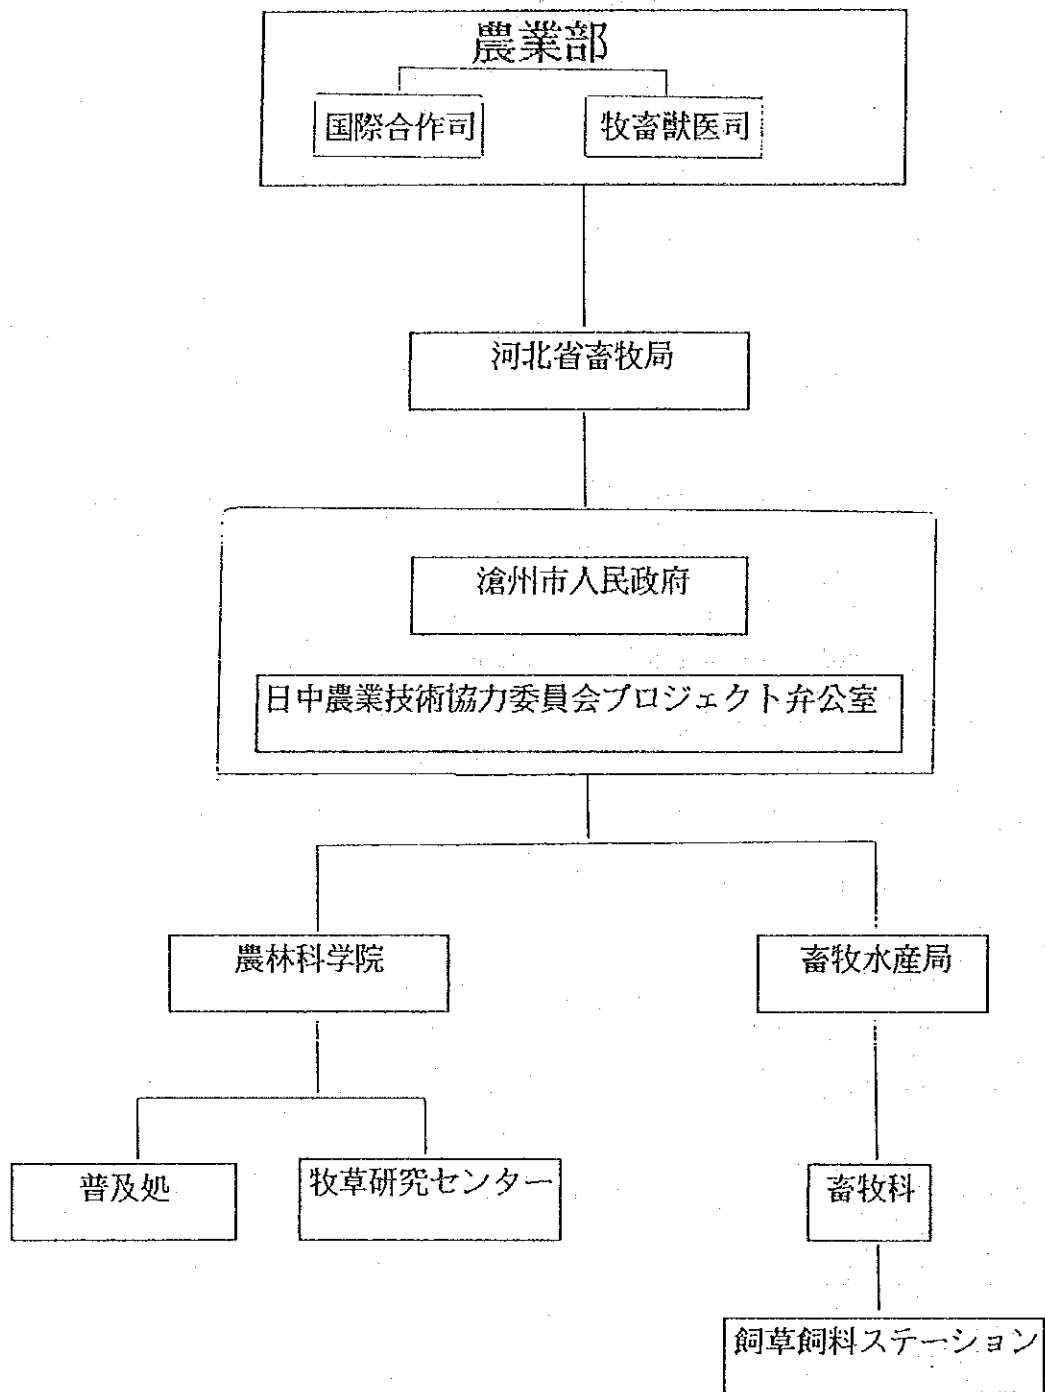 農業部
国際合作司
牧畜獣医司
河北省畜牧局
滄州市人民政府
日中農業技術協力委員会プロジェクト弁公室
農林科学院
畜牧水産局
普及処
牧草研究センター
畜牧科
飼草飼料ステーション